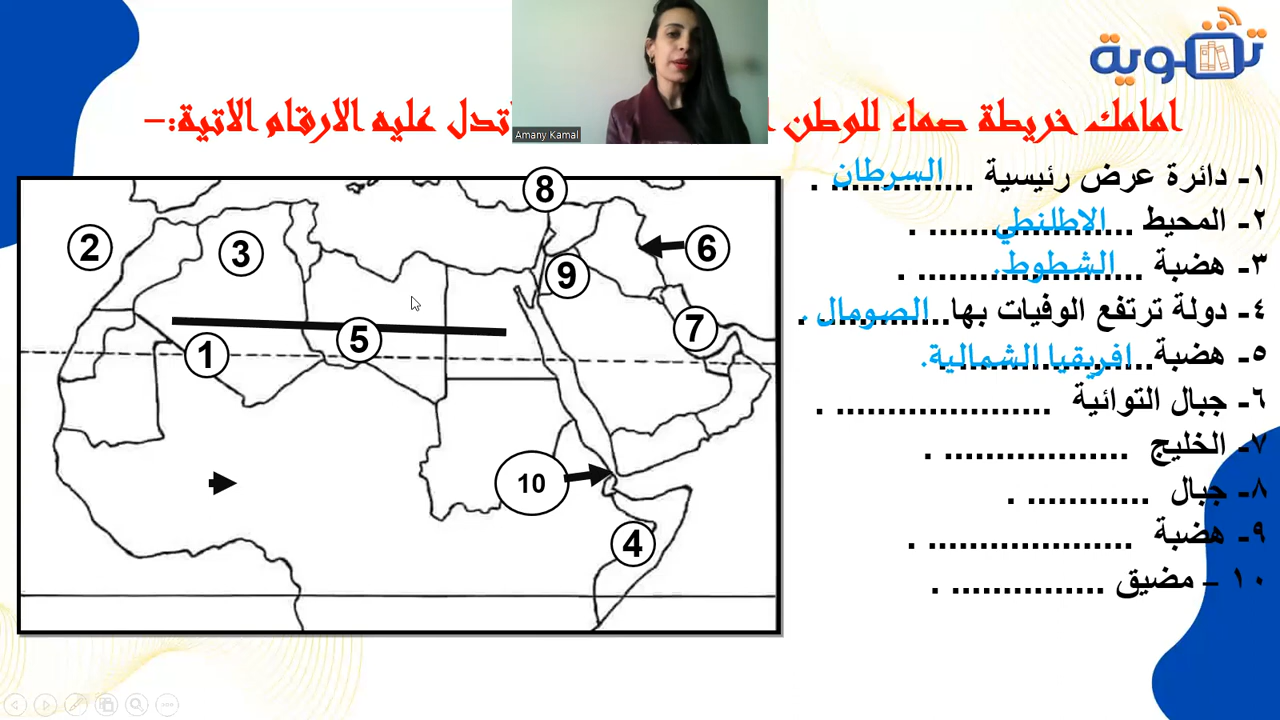 تقوية
Amany Kamal
امامك خريطة صماء للوطن ا تدل عليه الارقام الاتية:-
١- دائرة عرض رئيسية السرطان .
٢- المحيط الاطلنطي .
٣- هضبة الشطوط. .
٤- دولة ترتفع الوفيات بها الصومال . .
٥- هضبة افريقيا الشمالية. .
٦- جبال التوائية ..................... .
٧- الخليج .................. .
٨- جبال ............ .
٩- هضبة .................... .
١٠ - مضيق ............... .
8
2
3
6
9
7
5
1
10
4